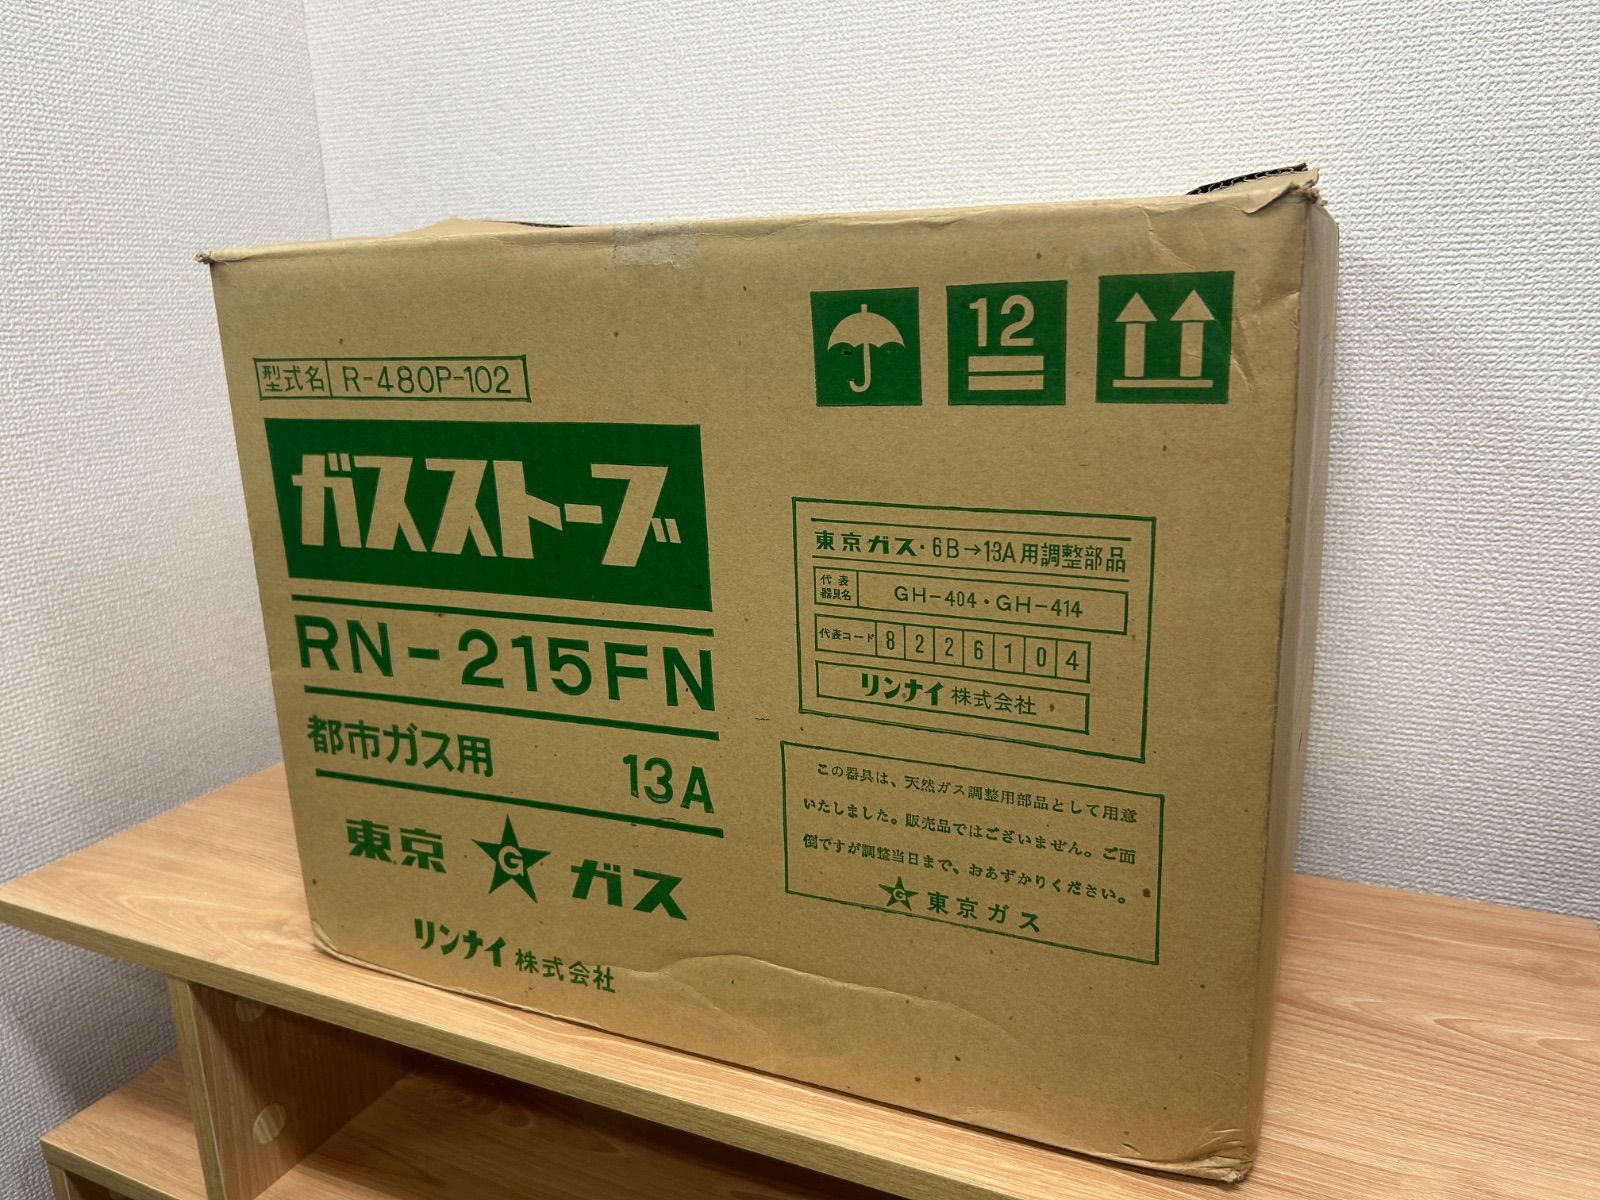 型式名 R-480P-102
ガスストーブ
RN-215FN
都市ガス用 13A
東京 G ガス
リンナイ株式会社
12
東京ガス・6B→13A用調整部品
代表器具名 GH-404・GH-414
代表コード 8226104
リンナイ株式会社
この器具は、天然ガス調整用部品として用意
いたしました。販売品ではございません。ご面
倒ですが調整当日まで、おあずかりください。
G 東京ガス